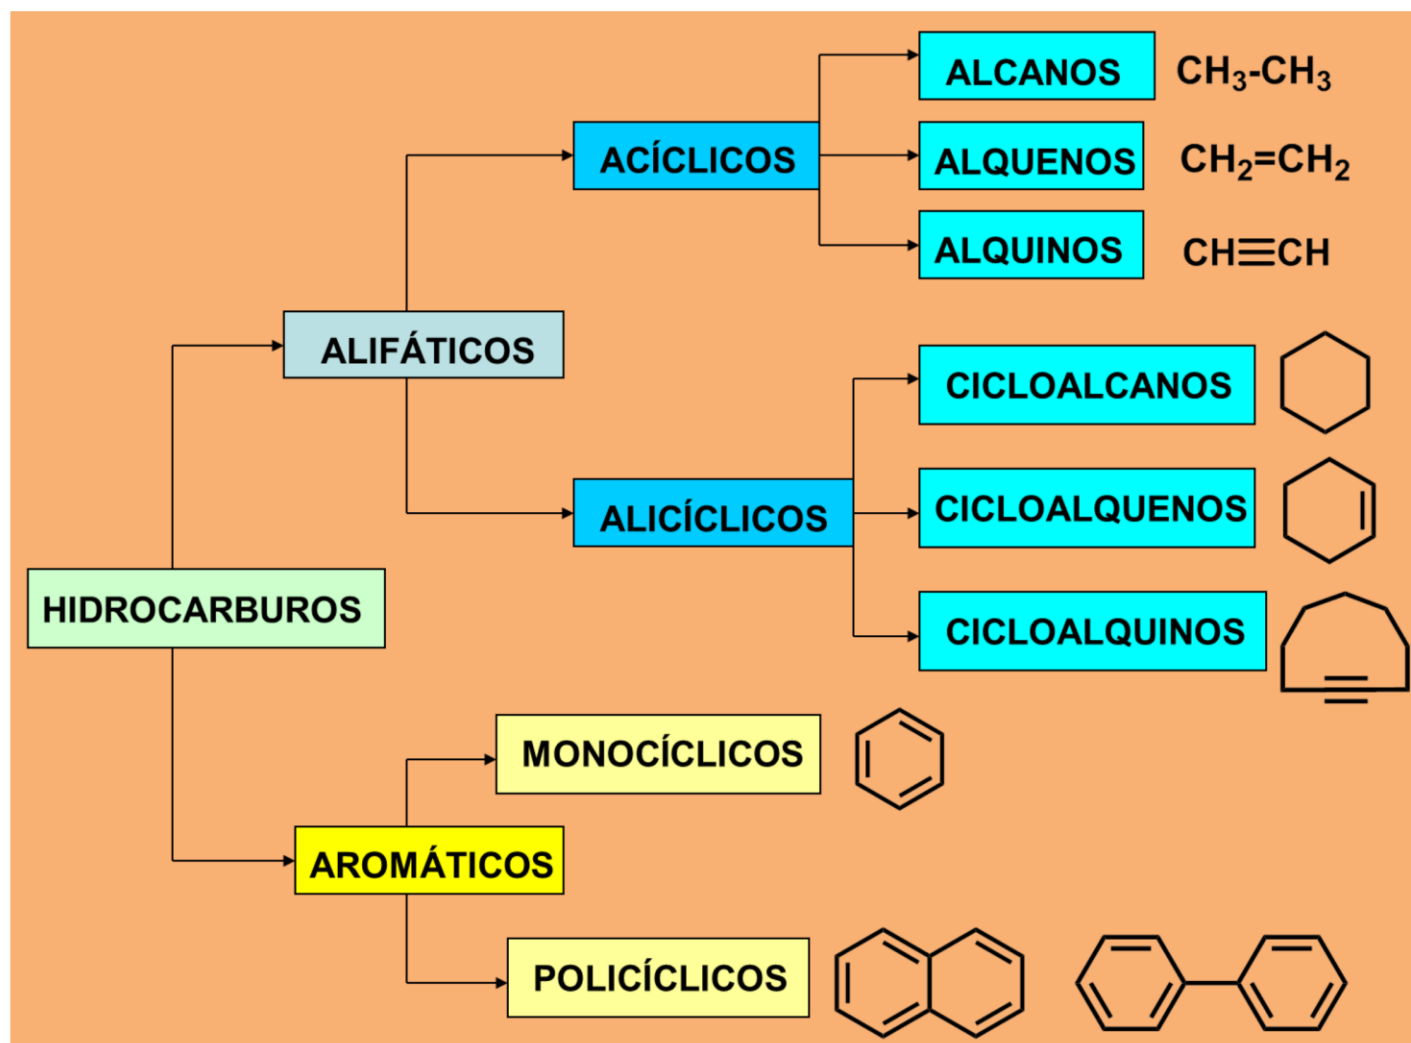 ALCANOS CH₃-CH₃
ACÍCLICOS ALQUENOS CH₂=CH₂
ALQUINOS CH≡CH
ALIFÁTICOS
CICLOALCANOS
ALICÍCLICOS CICLOALQUENOS
HIDROCARBUROS CICLOALQUINOS
MONOCÍCLICOS
AROMÁTICOS
POLICÍCLICOS